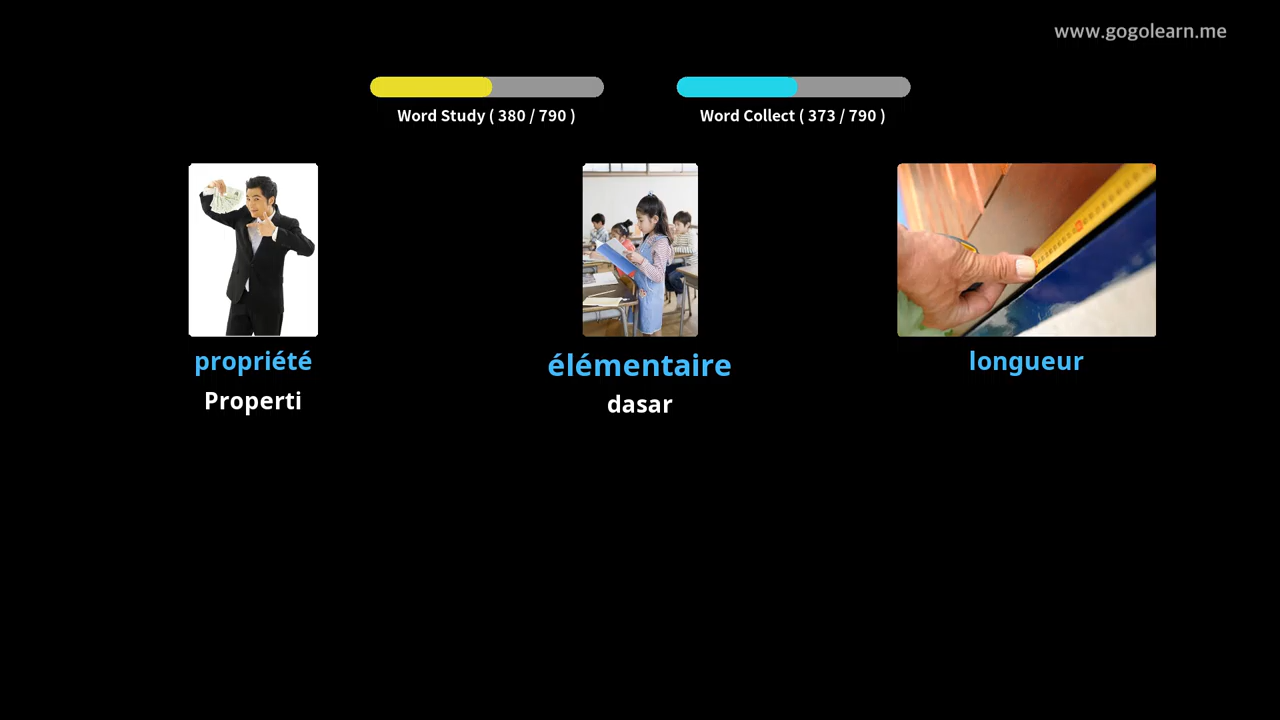 www.gogolearn.me
Word Study ( 380 / 790 )
Word Collect ( 373 / 790 )
propriété
Properti
élémentaire
dasar
longueur